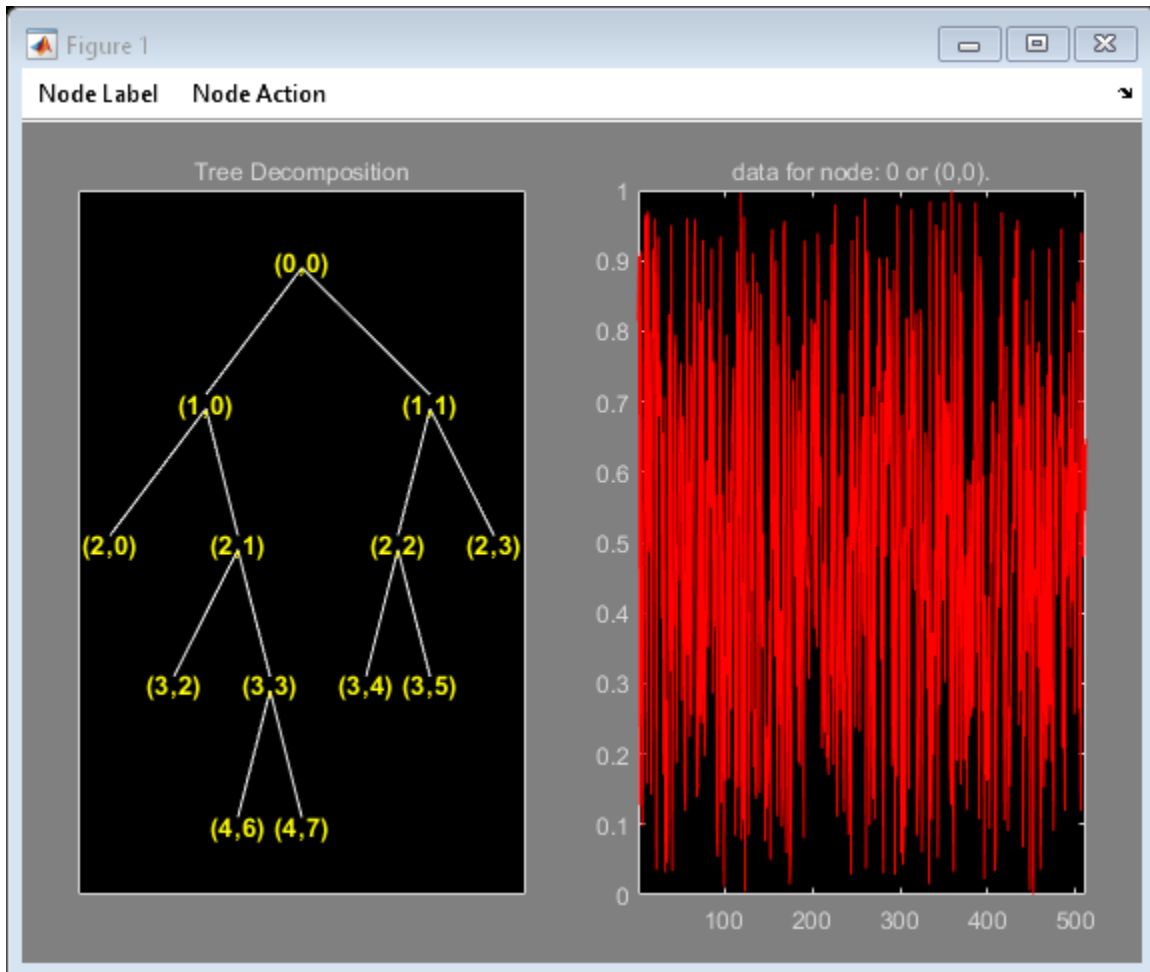 Figure 1
Node Label Node Action
Tree Decomposition
(0,0)
(1,0) (1,1)
(2,0) (2,1) (2,2) (2,3)
(3,2) (3,3) (3,4) (3,5)
(4,6) (4,7)
data for node: 0 or (0,0).
1
0.9
0.8
0.7
0.6
0.5
0.4
0.3
0.2
0.1
0
100 200 300 400 500